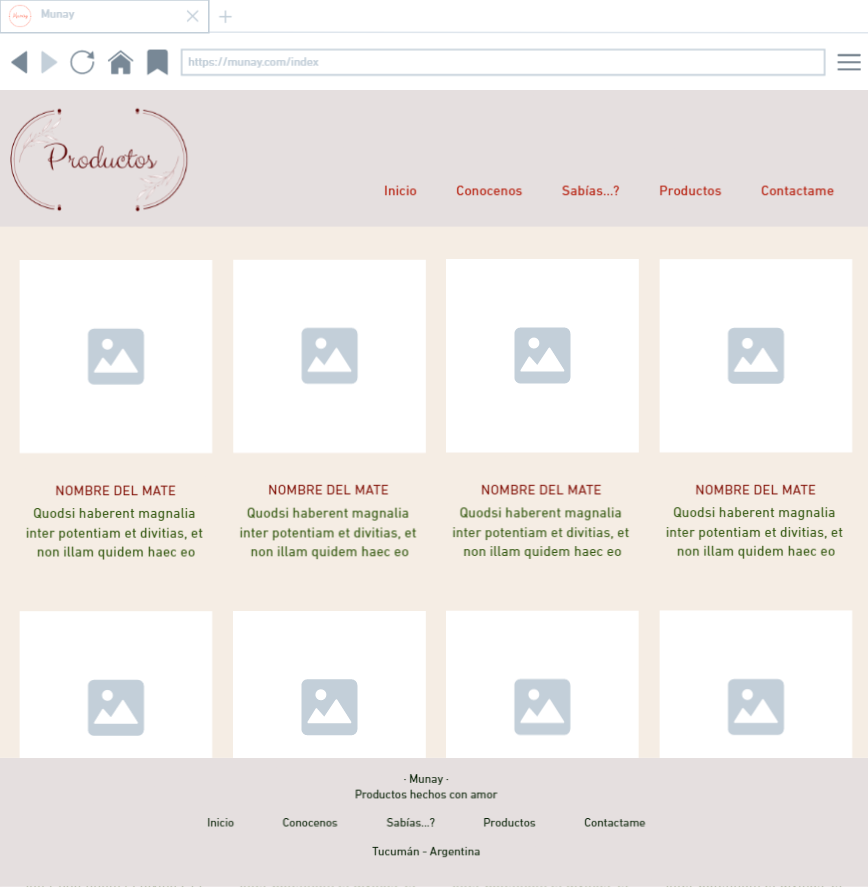 Munay
https://munay.com/index
Productos
Inicio Conocenos Sabías...? Productos Contactame
NOMBRE DEL MATE
Quodsi haberent magnalia
inter potentiam et divitias, et
non illam quidem haec eo
NOMBRE DEL MATE
Quodsi haberent magnalia
inter potentiam et divitias, et
non illam quidem haec eo
NOMBRE DEL MATE
Quodsi haberent magnalia
inter potentiam et divitias, et
non illam quidem haec eo
NOMBRE DEL MATE
Quodsi haberent magnalia
inter potentiam et divitias, et
non illam quidem haec eo
· Munay ·
Productos hechos con amor
Inicio Conocenos Sabías...? Productos Contactame
Tucumán - Argentina